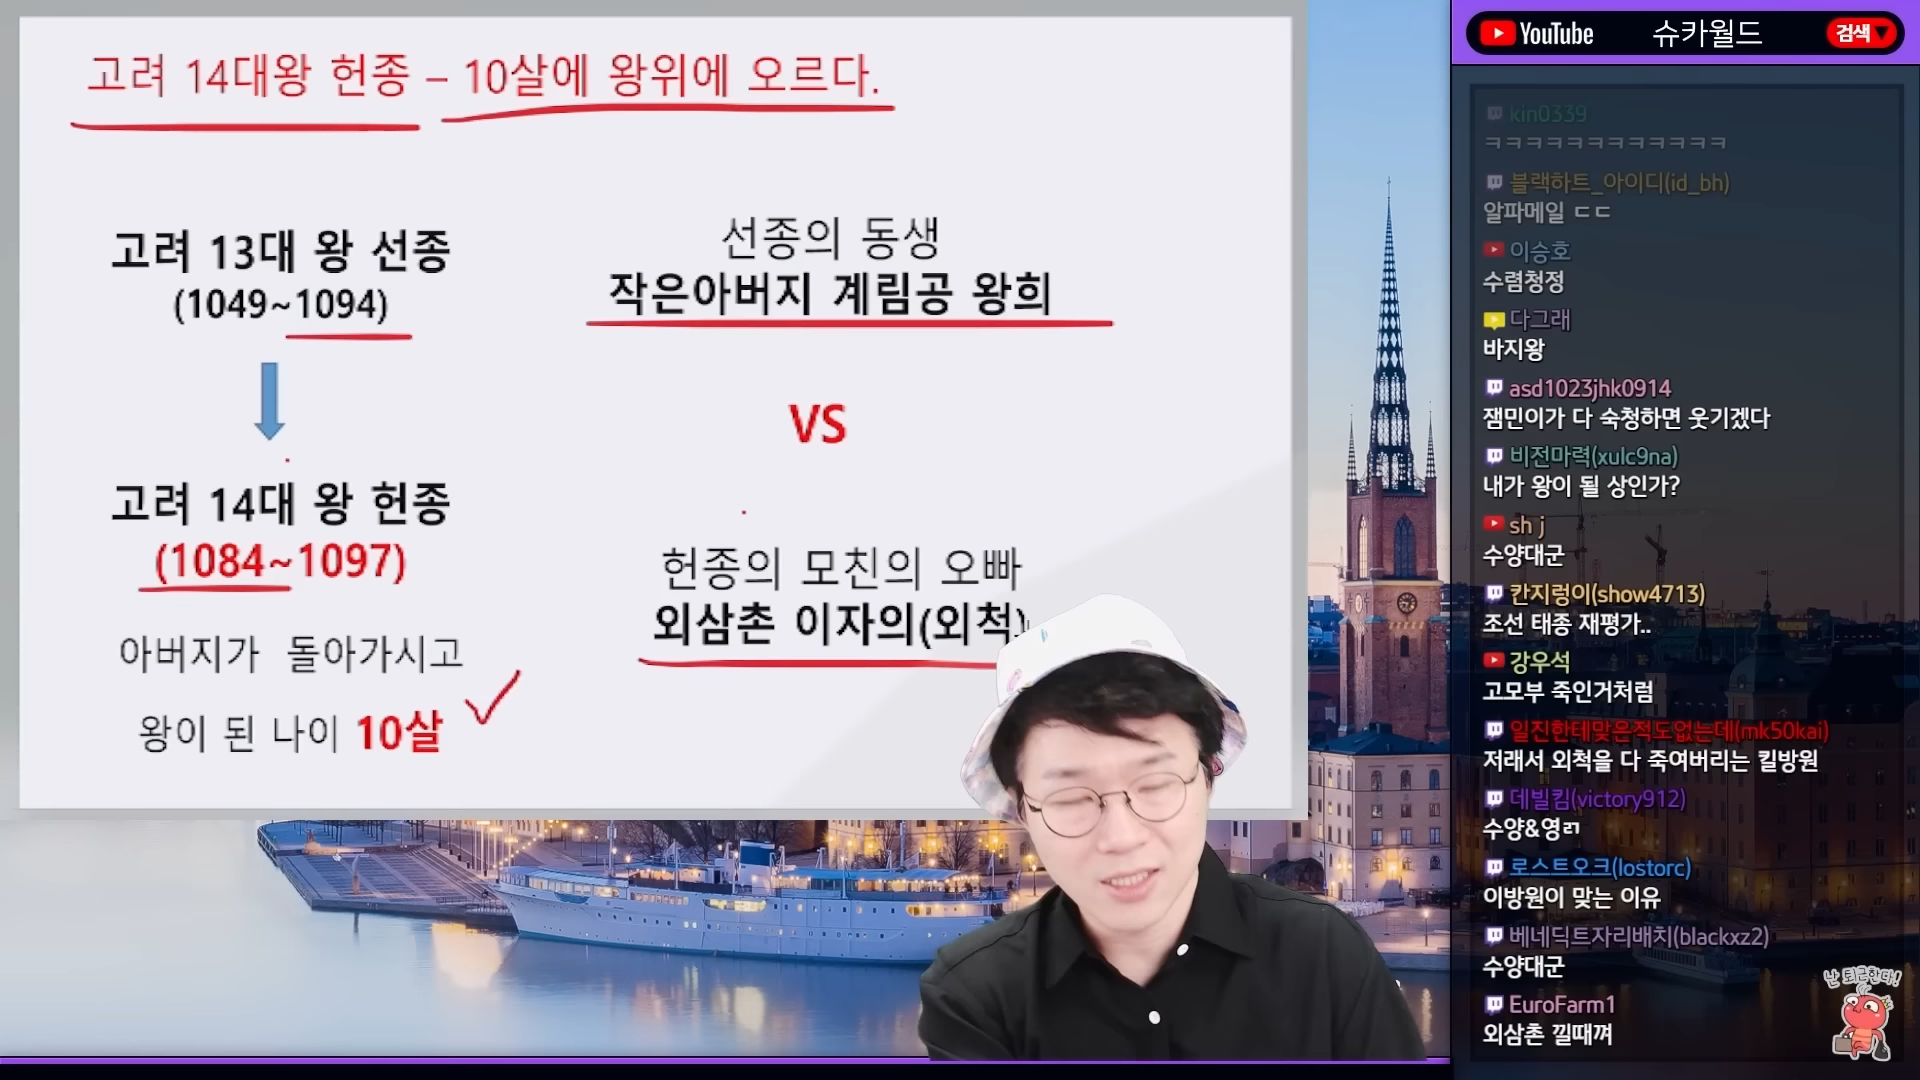 고려 14대왕 헌종 – 10살에 왕위에 오르다.
고려 13대 왕 선종
(1049~1094)
고려 14대 왕 헌종
(1084~1097)
아버지가 돌아가시고
왕이 된 나이 10살
선종의 동생
작은아버지 계림공 왕희
VS
헌종의 모친의 오빠
외삼촌 이자의(외척)
YouTube 슈카월드 검색
kin0339
ㅋㅋㅋㅋㅋㅋㅋㅋㅋㅋㅋㅋ
블랙하트_아이디(id_bh)
알파메일 ㄷㄷ
이승호
수렴청정
다그래
바지왕
asd1023jhk0914
잼민이가 다 숙청하면 웃기겠다
비전마력(xulc9na)
내가 왕이 될 상인가?
sh j
수양대군
칸지렁이(show4713)
조선 태종 재평가..
강우석
고모부 죽인거처럼
일진한테맞은적도없는데(mk50kai)
저래서 외척을 다 죽여버리는 킬방원
데빌킴(victory912)
수양&영ㄹㅓ
로스트오크(lostorc)
이방원이 맞는 이유
베네딕트자리배치(blackxz2)
수양대군
EuroFarm1
외삼촌 낄때껴
난 퇴근한다!